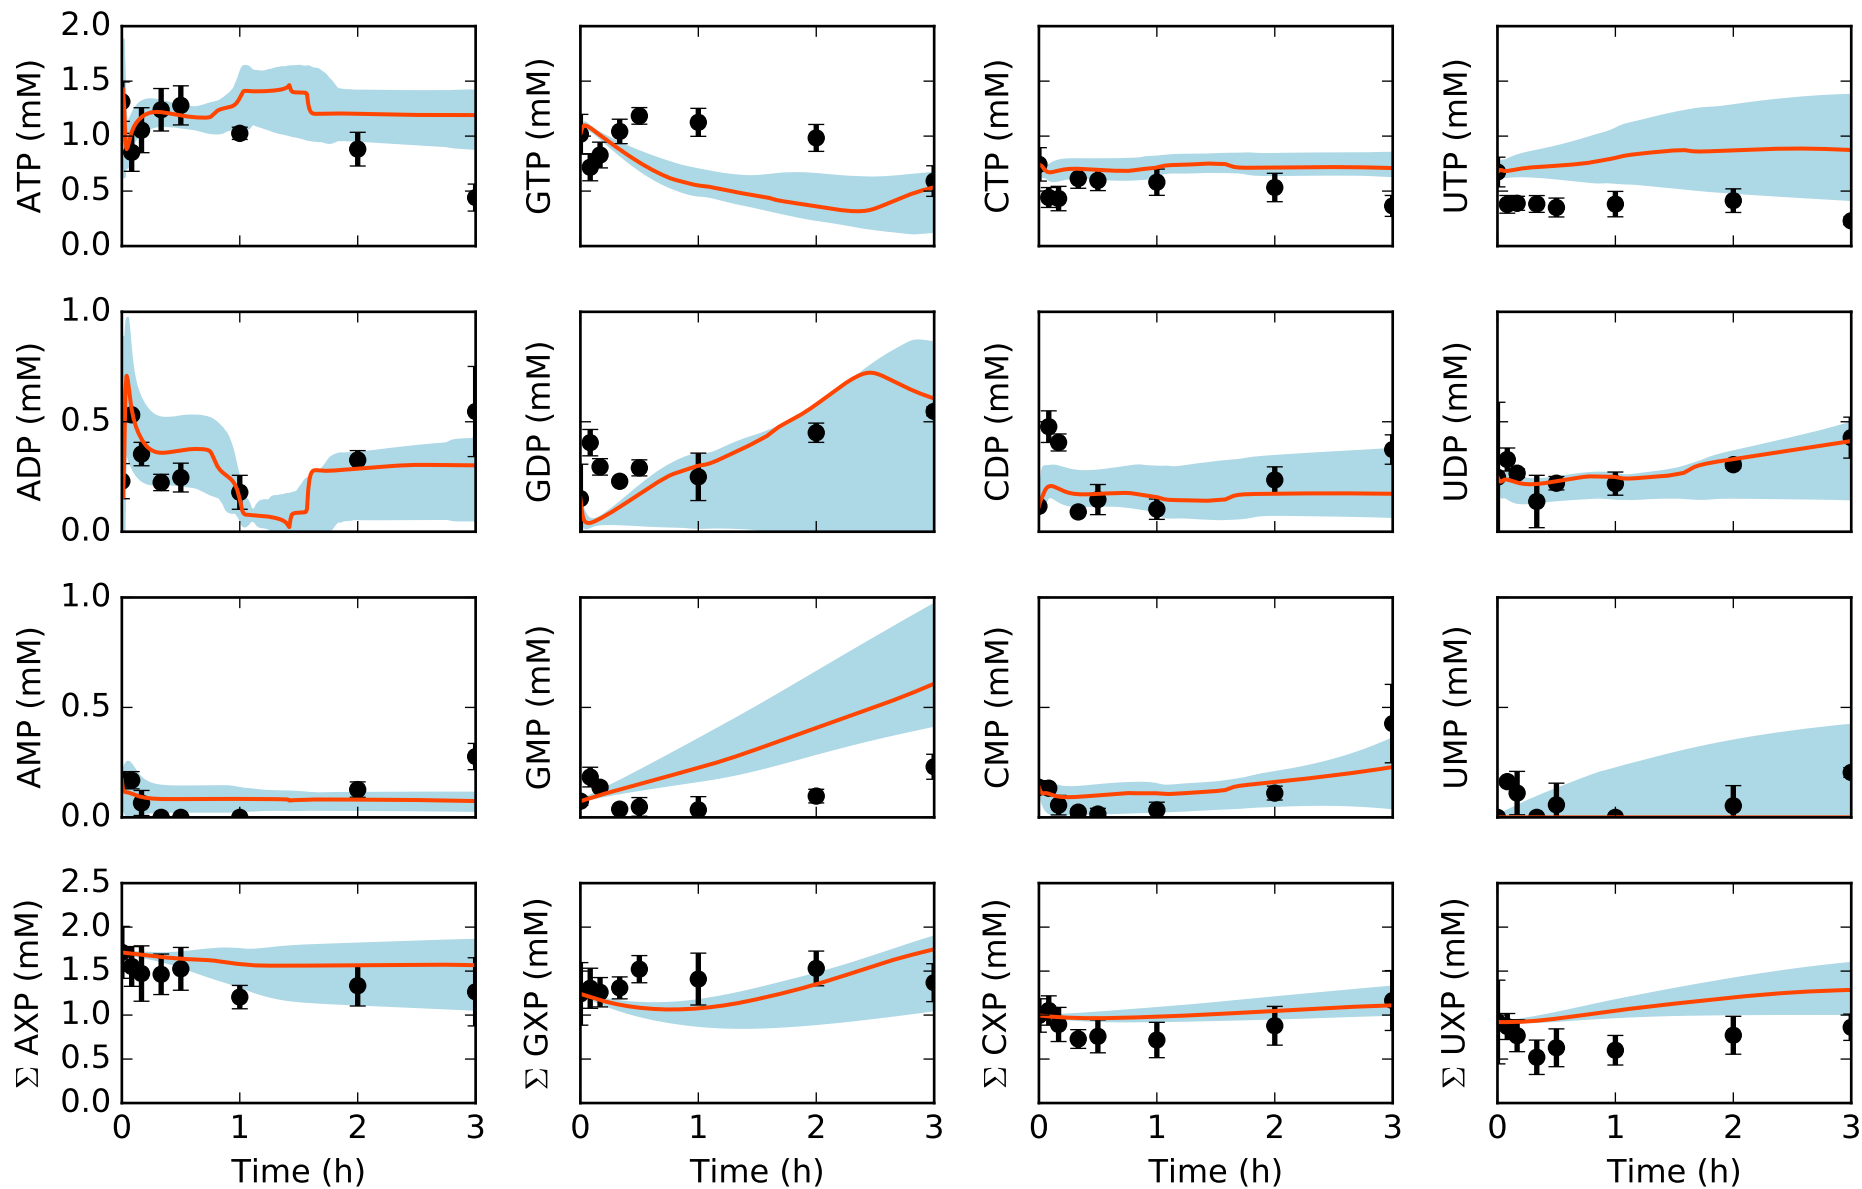 ATP (mM)
2.0
1.5
1.0
0.5
0.0
GTP (mM)
CTP (mM)
UTP (mM)
ADP (mM)
1.0
0.5
0.0
GDP (mM)
CDP (mM)
UDP (mM)
AMP (mM)
1.0
0.5
0.0
GMP (mM)
CMP (mM)
UMP (mM)
Σ AXP (mM)
2.5
2.0
1.5
1.0
0.5
0.0
Σ GXP (mM)
Σ CXP (mM)
Σ UXP (mM)
0 1 2 3
0 1 2 3
0 1 2 3
0 1 2 3
Time (h)
Time (h)
Time (h)
Time (h)